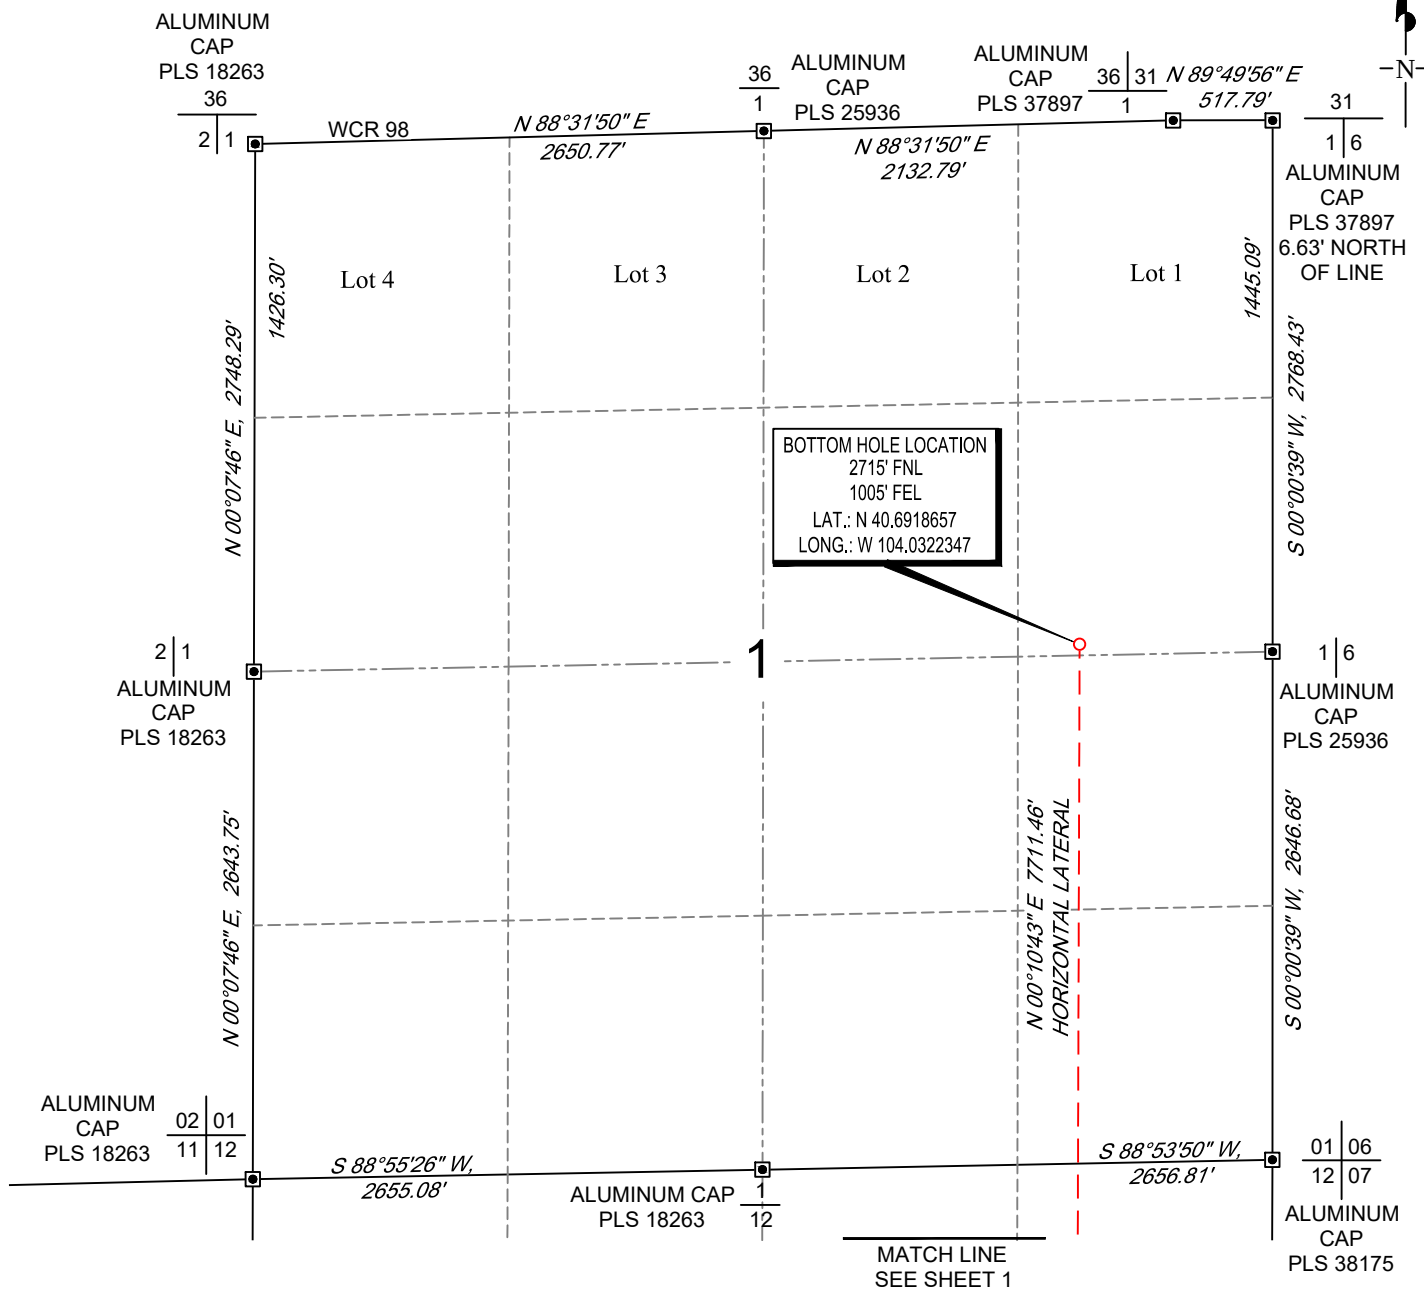 ALUMINUM
CAP
PLS 18263
36
2 1
WCR 98
N 88°31'50" E
2650.77'
36
1
ALUMINUM
CAP
PLS 25936
N 88°31'50" E
2132.79'
ALUMINUM
CAP
PLS 37897
36 31
1
N 89°49'56" E
517.79'
N
31
1 6
ALUMINUM
CAP
PLS 37897
6.63' NORTH
OF LINE
1426.30'
Lot 4
Lot 3
Lot 2
Lot 1
1445.09'
N 00°07'46" E, 2748.29'
S 00°00'39" W, 2768.43'
BOTTOM HOLE LOCATION
2715' FNL
1005' FEL
LAT.: N 40.6918657
LONG.: W 104.0322347
2 1
ALUMINUM
CAP
PLS 18263
1
1 6
ALUMINUM
CAP
PLS 25936
N 00°07'46" E, 2643.75'
N 00°10'43" E 7711.46'
HORIZONTAL LATERAL
S 00°00'39" W, 2646.68'
ALUMINUM
CAP
PLS 18263
02 01
11 12
S 88°55'26" W,
2655.08'
ALUMINUM CAP
PLS 18263
1
12
S 88°53'50" W,
2656.81'
01 06
12 07
ALUMINUM
CAP
PLS 38175
MATCH LINE
SEE SHEET 1